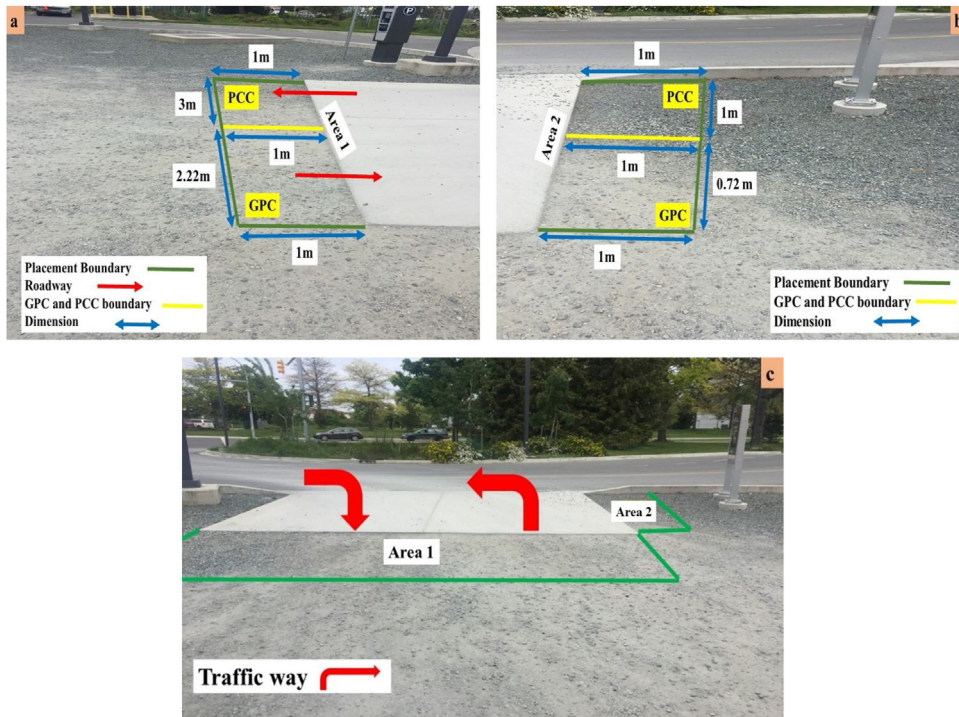 a
1m
PCC
3m
Area 1
1m
2.22m
GPC
1m
Placement Boundary
Roadway
GPC and PCC boundary
Dimension
b
1m
PCC
1m
Area 2
1m
0.72 m
GPC
1m
Placement Boundary
GPC and PCC boundary
Dimension
c
Area 2
Area 1
Traffic way
P